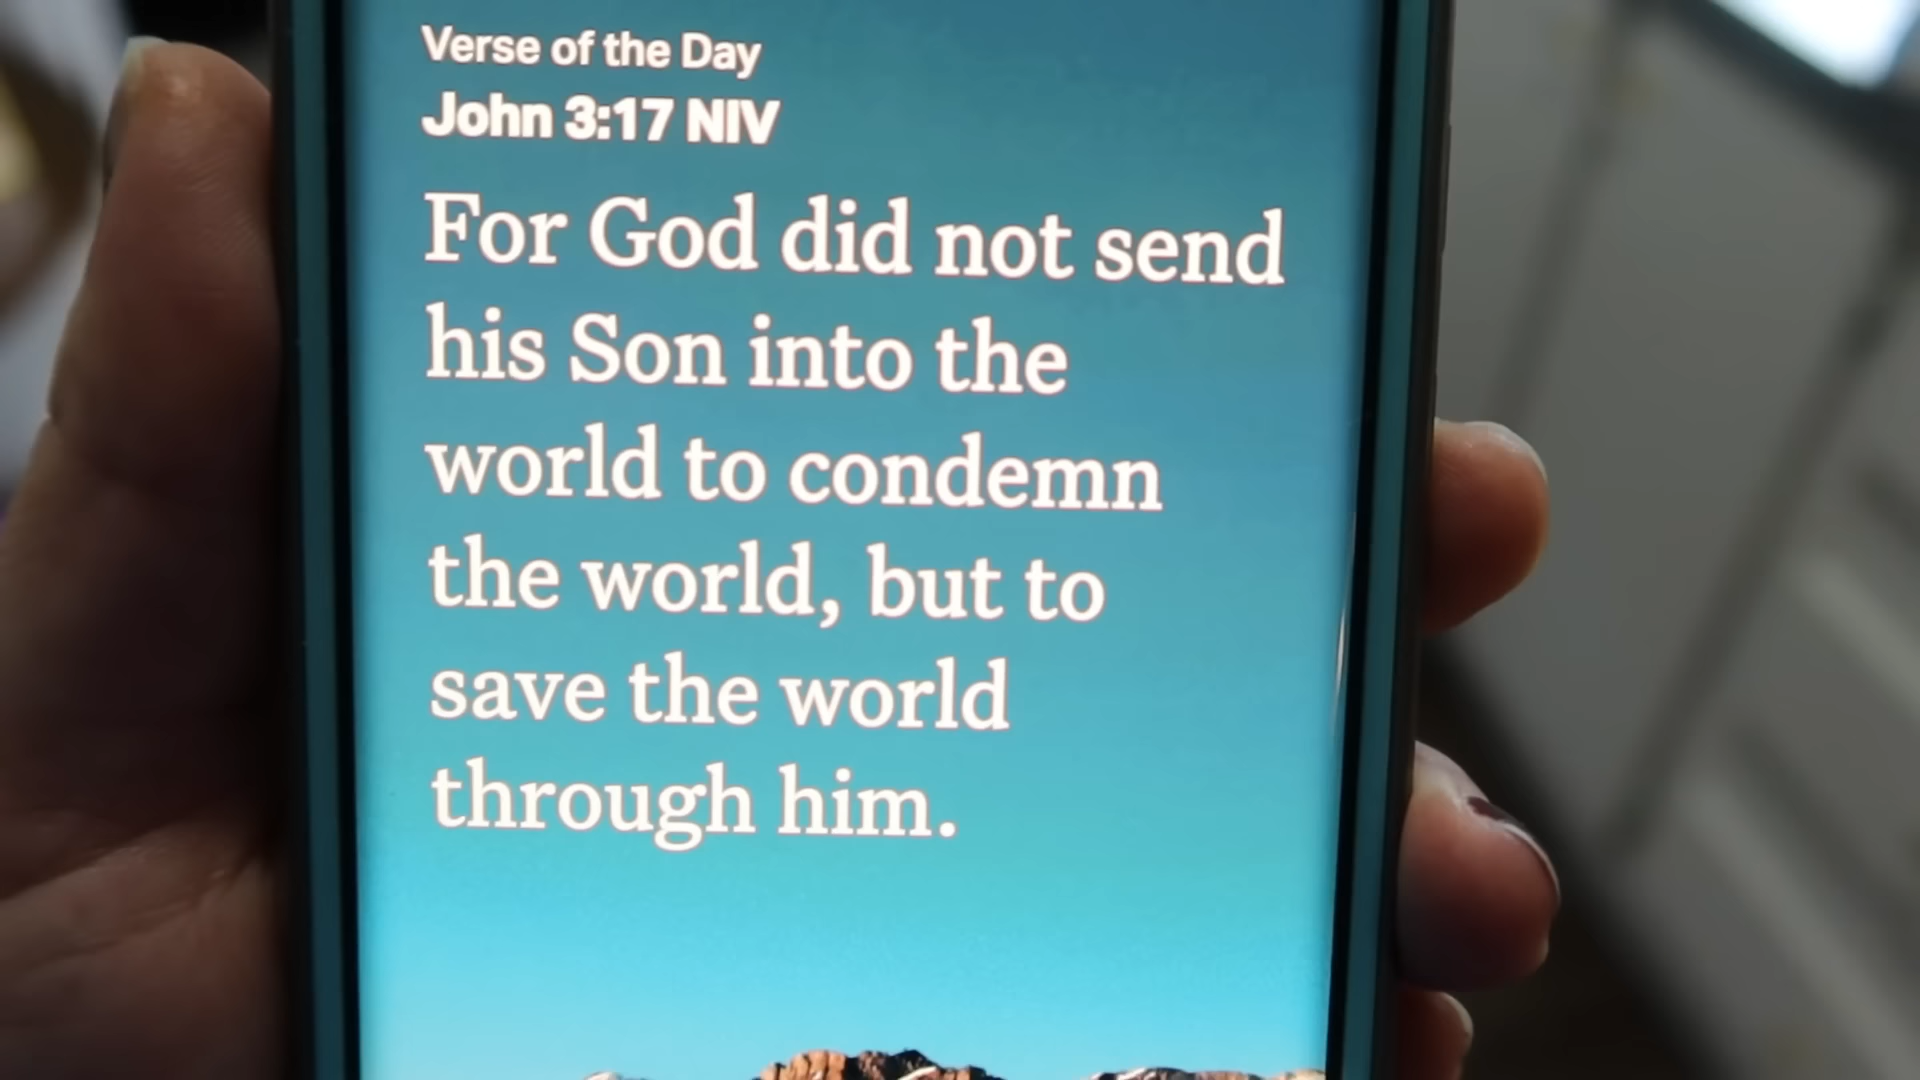 Verse of the Day
John 3:17 NIV
For God did not send
his Son into the
world to condemn
the world, but to
save the world
through him.